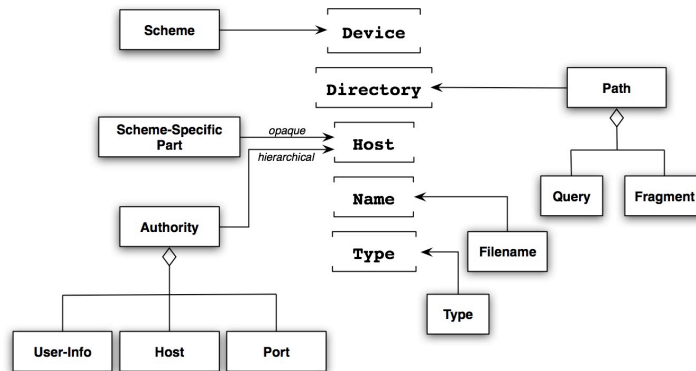 Scheme
Device
Directory
Path
Scheme-Specific
Part
opaque
hierarchical
Host
Name
Query
Fragment
Authority
Type
Filename
Type
User-Info
Host
Port